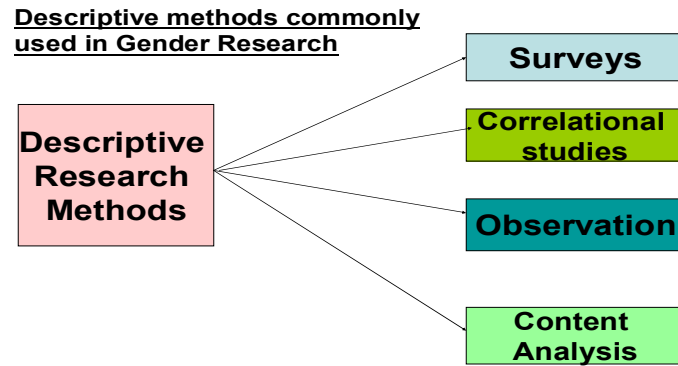 Descriptive methods commonly
used in Gender Research
Descriptive
Research
Methods
Surveys
Correlational
studies
Observation
Content
Analysis